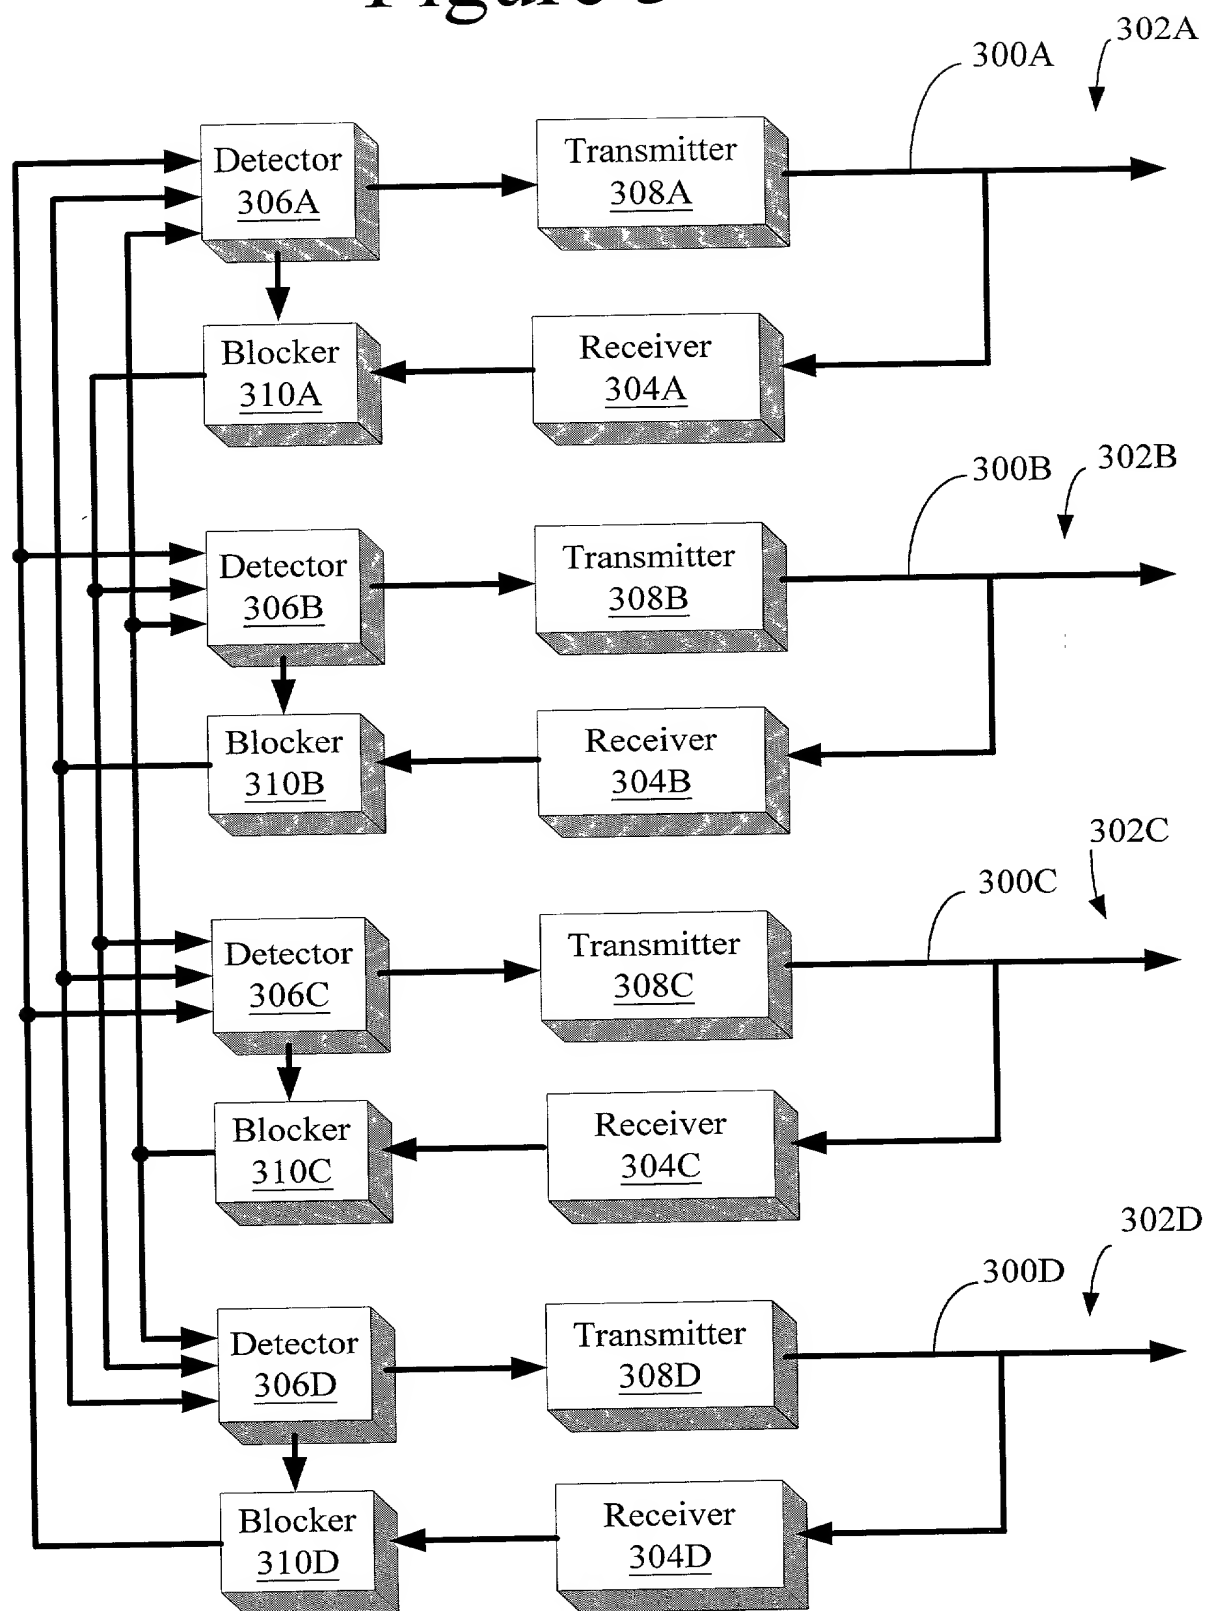 Figure 3
302A
300A
Detector
306A
Transmitter
308A
Blocker
310A
Receiver
304A
302B
300B
Detector
306B
Transmitter
308B
Blocker
310B
Receiver
304B
302C
300C
Detector
306C
Transmitter
308C
Blocker
310C
Receiver
304C
302D
300D
Detector
306D
Transmitter
308D
Blocker
310D
Receiver
304D